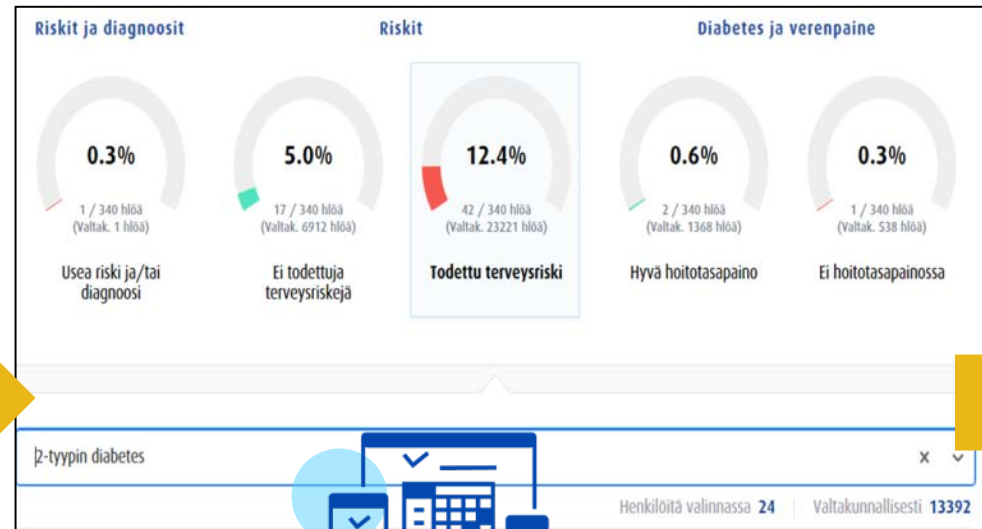 Riskit ja diagnoosit
Riskit
Diabetes ja verenpaine
0.3%
1 / 340 hlöä
(Valtak. 1 hlöä)
Usea riski ja/tai
diagnoosi
5.0%
17 / 340 hlöä
(Valtak. 6912 hlöä)
Ei todettuja
terveysriskejä
12.4%
42 / 340 hlöä
(Valtak. 23221 hlöä)
Todettu terveysriski
0.6%
2 / 340 hlöä
(Valtak. 1368 hlöä)
Hyvä hoitotasapaino
0.3%
1 / 340 hlöä
(Valtak. 538 hlöä)
Ei hoitotasapainossa
2-tyypin diabetes
Henkilöitä valinnassa 24 Valtakunnallisesti 13392